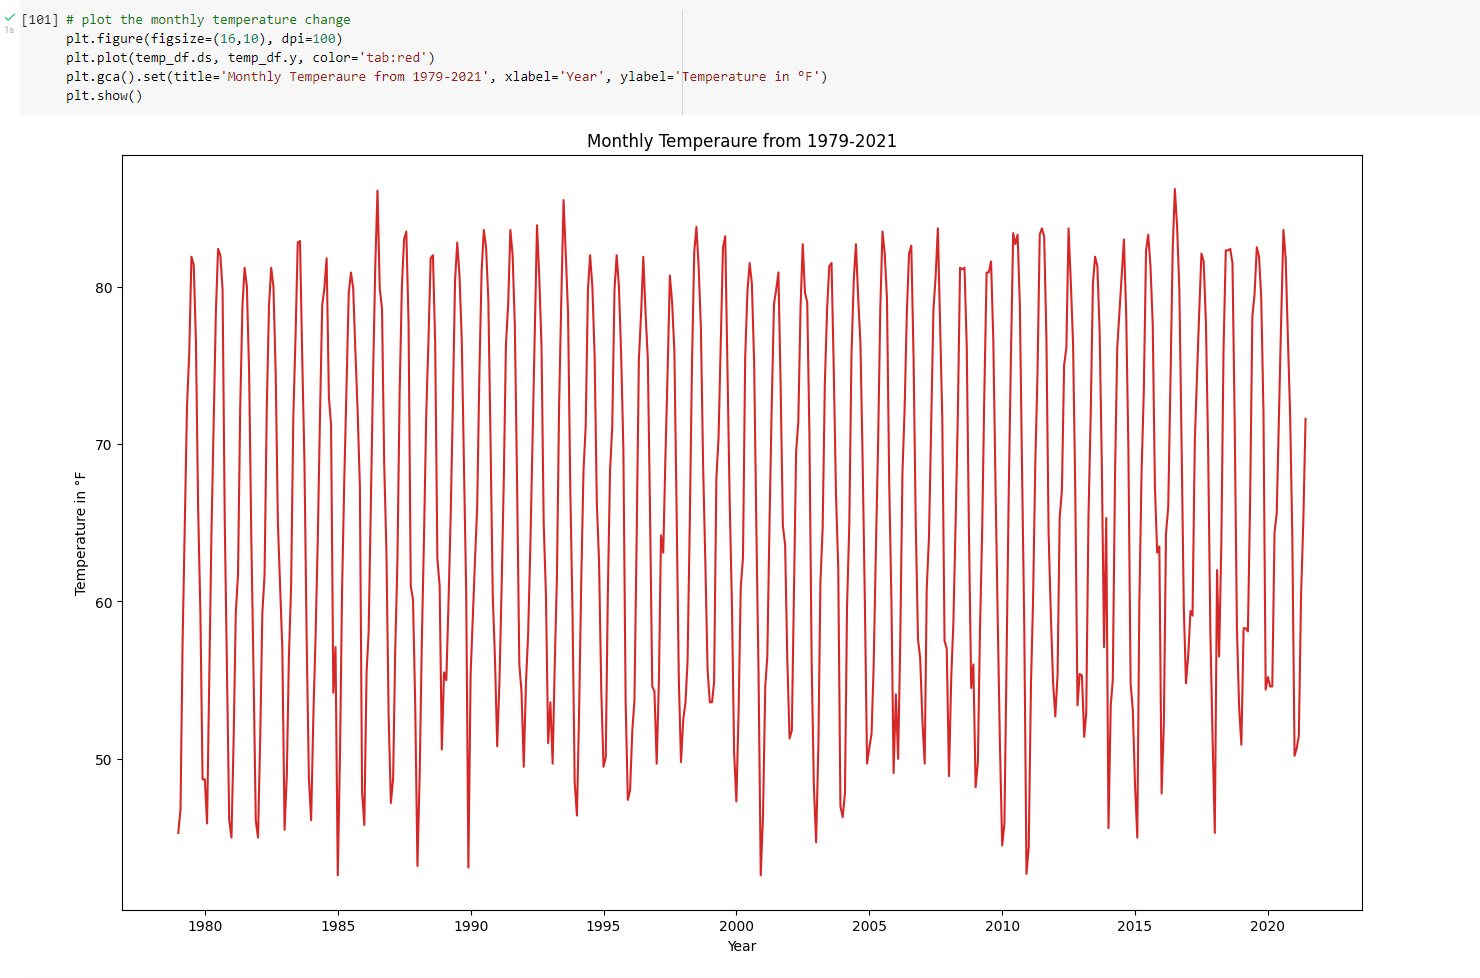 [101] # plot the monthly temperature change
1s
plt.figure(figsize=(16,10), dpi=100)
plt.plot(temp_df.ds, temp_df.y, color='tab:red')
plt.gca().set(title='Monthly Temperaure from 1979-2021', xlabel='Year', ylabel='Temperature in °F')
plt.show()
Monthly Temperaure from 1979-2021
80
70
60
50
Temperature in °F
1980 1985 1990 1995 2000 2005 2010 2015 2020
Year